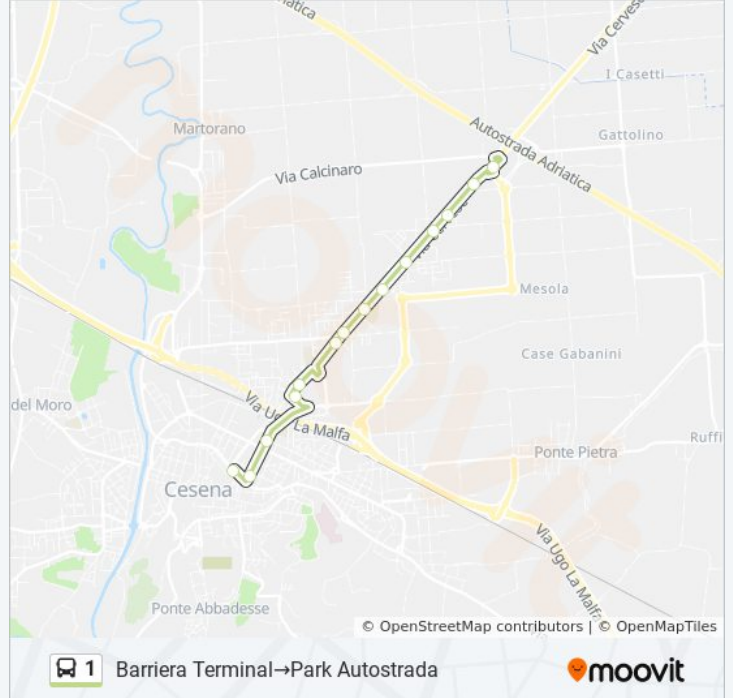 Autostrada Adriatica
Via Cervese
I Casetti
Martorano
Gattolino
Via Calcinaro
Mesola
Case Gabanini
del Moro
Via Ugo La Malfa
Ponte Pietra
Ruffi
Cesena
Via Ugo La Malfa
Ponte Abbadesse
© OpenStreetMap contributors | © OpenMapTiles
1 Barriera Terminal→Park Autostrada
moovit